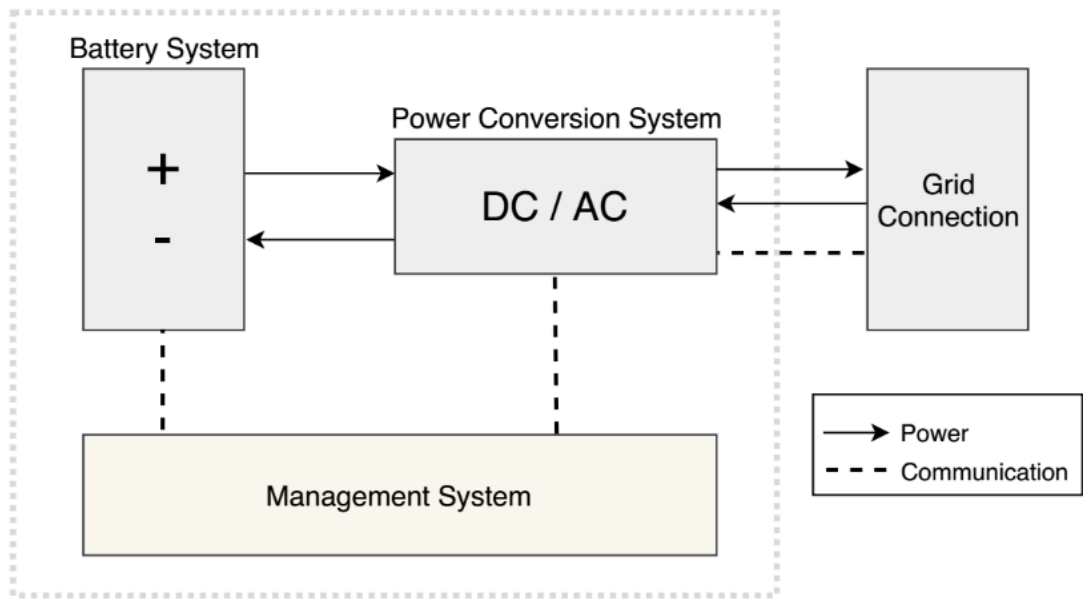 Battery System
+
-
Power Conversion System
DC / AC
Grid
Connection
Management System
Power
Communication